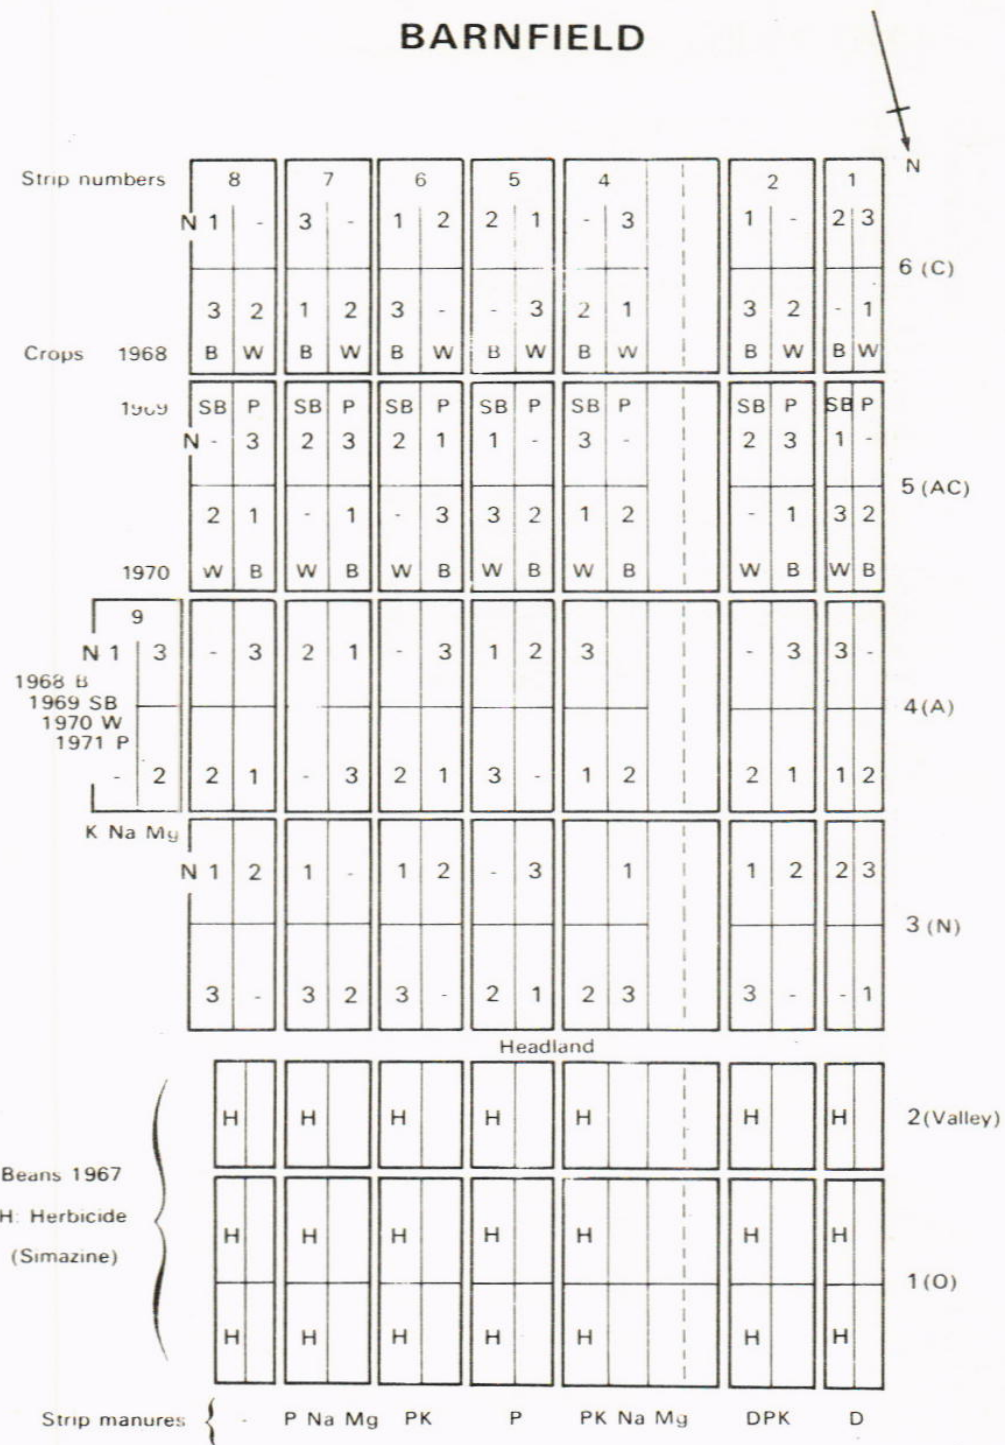 BARNFIELD
N
Strip numbers 8 7 6 5 4 2 1
N 1 - 3 - 1 2 2 1 - 3 1 - 2 3
6 (C)
3 2 1 2 3 - - 3 2 1 3 2 - 1
Crops 1968 B W B W B W B W B W B W B W
1969 SB P SB P SB P SB P SB P SB P SB P
N - 3 2 3 2 1 1 - 3 - 2 3 1 -
5 (AC)
2 1 - 1 - 3 3 2 1 2 - 1 3 2
1970 W B W B W B W B W B W B W B
9
N 1 3 - 3 2 1 - 3 1 2 3 - 3 3 -
1968 B
1969 SB
4 (A)
1970 W
1971 P
- 2 2 1 - 3 2 1 3 - 1 2 2 1 1 2
K Na Mg
N 1 2 1 - 1 2 - 3 1 1 2 2 3
3 (N)
3 - 3 2 3 - 2 1 2 3 3 - - 1
Headland
H H H H H H H 2 (Valley)
Beans 1967
H: Herbicide
H H H H H H H
(Simazine)
1 (O)
H H H H H H H
Strip manures { - P Na Mg PK P PK Na Mg DPK D